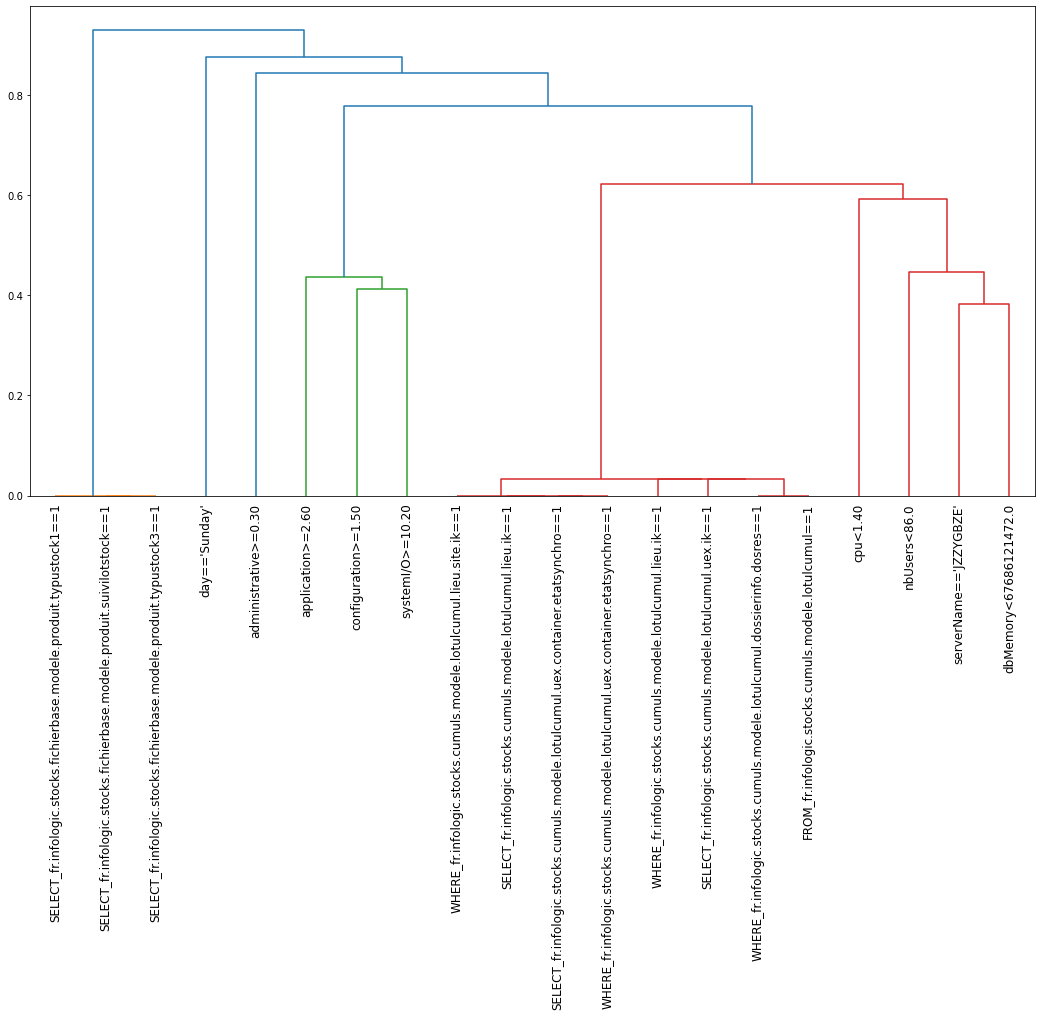 0.8
0.6
0.4
0.2
0.0
SELECT_fr.infologic.stocks.fichierbase.modele.produit.typustock1==1
SELECT_fr.infologic.stocks.fichierbase.modele.produit.suivilotstock==1
SELECT_fr.infologic.stocks.fichierbase.modele.produit.typustock3==1
day=='Sunday'
administrative>=0.30
application>=2.60
configuration>=1.50
systemI/O>=10.20
WHERE_fr.infologic.stocks.cumuls.modele.lotulcumul.lieu.site.ik==1
SELECT_fr.infologic.stocks.cumuls.modele.lotulcumul.lieu.ik==1
SELECT_fr.infologic.stocks.cumuls.modele.lotulcumul.uex.container.etatsynchro==1
WHERE_fr.infologic.stocks.cumuls.modele.lotulcumul.uex.container.etatsynchro==1
WHERE_fr.infologic.stocks.cumuls.modele.lotulcumul.lieu.ik==1
SELECT_fr.infologic.stocks.cumuls.modele.lotulcumul.uex.ik==1
WHERE_fr.infologic.stocks.cumuls.modele.lotulcumul.dossierinfo.dosres==1
FROM_fr.infologic.stocks.cumuls.modele.lotulcumul==1
cpu<1.40
nbUsers<86.0
serverName=='JZZYGBZE'
dbMemory<67686121472.0